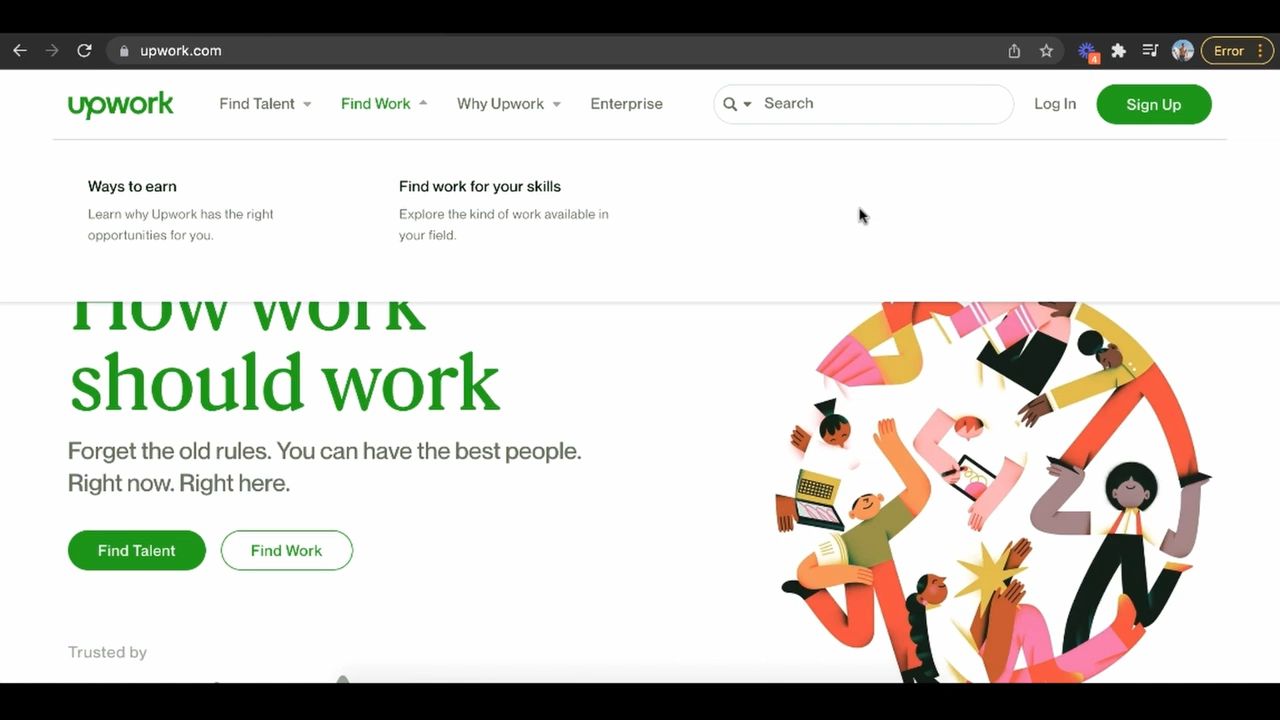 upwork.com
4
Error
upwork
Find Talent
Find Work
Why Upwork
Enterprise
Search
Log In
Sign Up
Ways to earn
Learn why Upwork has the right
opportunities for you.
Find work for your skills
Explore the kind of work available in
your field.
How work
should work
Forget the old rules. You can have the best people.
Right now. Right here.
Find Talent
Find Work
Trusted by